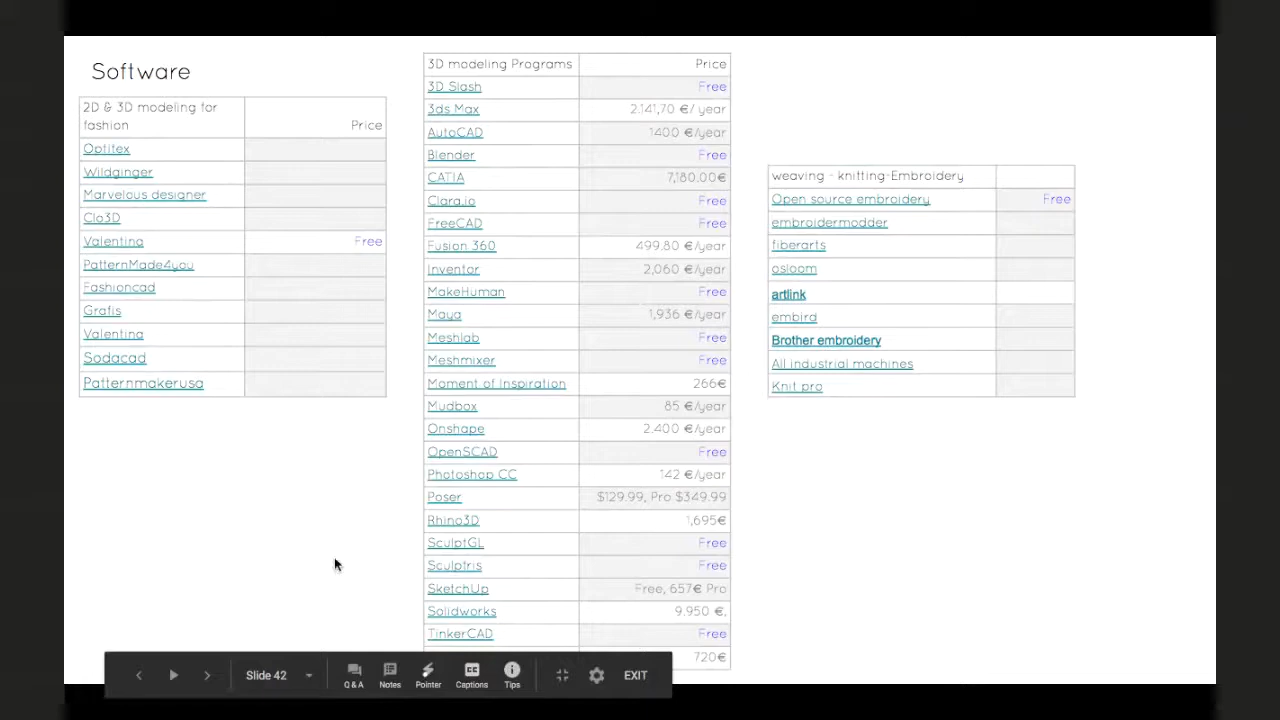 Software
2D & 3D modeling for
fashion Price
Optitex
Wildginger
Marvelous designer
Clo3D
Valentina Free
PatternMade4you
Fashioncad
Grafis
Valentina
Sodacad
Patternmakerusa
3D modeling Programs Price
3D Slash Free
3ds Max 2.141,70 €/ year
AutoCAD 1400 €/year
Blender Free
CATIA 7,180.00€
Clara.io Free
FreeCAD Free
Fusion 360 499.80 €/year
Inventor 2,060 €/year
MakeHuman Free
Maya 1,936 €/year
Meshlab Free
Meshmixer Free
Moment of Inspiration 266€
Mudbox 85 €/year
Onshape 2.400 €/year
OpenSCAD Free
Photoshop CC 142 €/year
Poser $129.99, Pro $349.99
Rhino3D 1,695€
SculptGL Free
Sculptris Free
SketchUp Free, 657€ Pro
Solidworks 9.950 €,
TinkerCAD Free
720€
weaving - knitting-Embroidery
Open source embroidery Free
embroidermodder
fiberarts
osloom
artlink
embird
Brother embroidery
All industrial machines
Knit pro
Slide 42 Q & A Notes Pointer Captions Tips EXIT